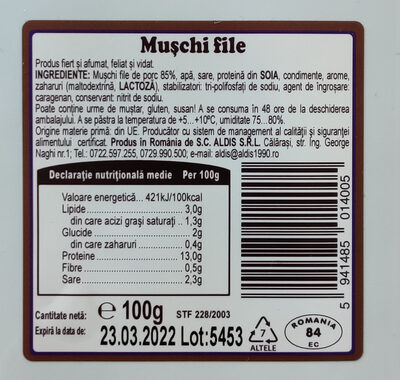 Mușchi file
Produs fiert și afumat, feliat și vidat.
INGREDIENTE: Mușchi file de porc 85%, apă, sare, proteină din SOIA, condimente, arome,
zaharuri (maltodextrină, LACTOZĂ), stabilizatori: tri-polifosfați de sodiu, agent de îngroșare:
caragenan, conservant: nitrit de sodiu.
Poate conține urme de muștar, gluten, susan! A se consuma în 48 ore de la deschiderea
ambalajului. A se păstra la temperatura de +5...+10ºC, umiditate 75...80%.
Origine materie primă: din UE. Producător cu sistem de management al calității și siguranței
alimentului certificat. Produs în România de S.C. ALDIS S.R.L. Călărași, str. Ing. George
Naghi nr.1; Tel.: 0722.597.255, 0729.990.500; e-mail: aldis@aldis1990.ro
Declarație nutrițională medie Per 100g
Valoare energetică... 421kJ/100kcal
Lipide 3,0g
din care acizi grași saturați .. 1,3g
Glucide 2g
din care zaharuri 0,4g
Proteine 13,0g
Fibre 0,5g
Sare 2,3g
5 941485 014005
Cantitate netă: e 100g STF 228/2003
Expiră la data de: 23.03.2022 Lot:5453
7
ALTELE
ROMANIA
84
EC